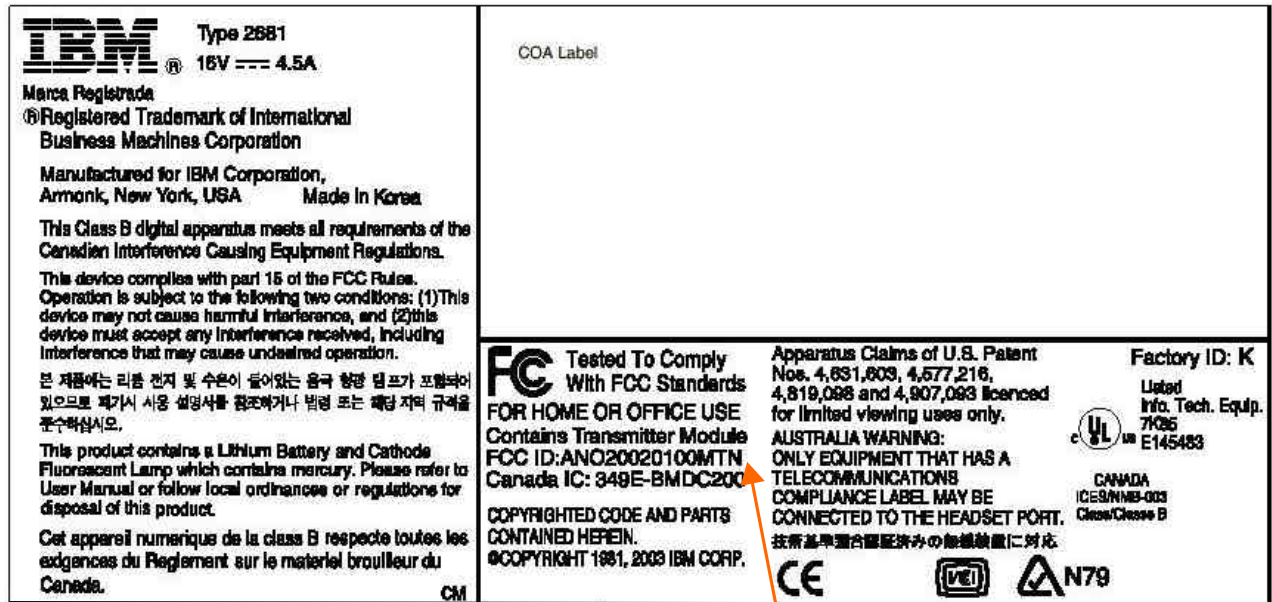 IBM ® Type 2681
16V 4.5A
Marca Registrada
®Registered Trademark of International
Business Machines Corporation
Manufactured for IBM Corporation,
Armonk, New York, USA Made in Korea
This Class B digital apparatus meets all requirements of the
Canadian Interference Causing Equipment Regulations.
This device complies with part 15 of the FCC Rules.
Operation is subject to the following two conditions: (1)This
device may not cause harmful interference, and (2)this
device must accept any interference received, including
interference that may cause undesired operation.
본 제품에는 리튬 전지 및 수은이 들어있는 음극 형광 램프가 포함되어
있으므로 폐기시 사용 설명서를 참조하거나 법령 또는 해당 지역 규격을
준수하십시오.
This product contains a Lithium Battery and Cathode
Fluorescent Lamp which contains mercury. Please refer to
User Manual or follow local ordinances or regulations for
disposal of this product.
Cet appareil numerique de la class B respecte toutes les
exigences du Reglement sur le materiel brouilleur du
Canada.
CM
COA Label
FC Tested To Comply
With FCC Standards
FOR HOME OR OFFICE USE
Contains Transmitter Module
FCC ID:ANO20020100MTN
Canada IC: 349E-BMDC200
COPYRIGHTED CODE AND PARTS
CONTAINED HEREIN.
©COPYRIGHT 1981, 2003 IBM CORP.
Apparatus Claims of U.S. Patent
Nos. 4,631,603, 4,577,216,
4,819,098 and 4,907,093 licenced
for limited viewing uses only.
AUSTRALIA WARNING:
ONLY EQUIPMENT THAT HAS A
TELECOMMUNICATIONS
COMPLIANCE LABEL MAY BE
CONNECTED TO THE HEADSET PORT.
技術基準適合認証済みの無線装置に対応
CE VCI N79
Factory ID: K
Listed
Info. Tech. Equip.
7K85
c UL us E145483
CANADA
ICES/NMB-003
Class/Classe B